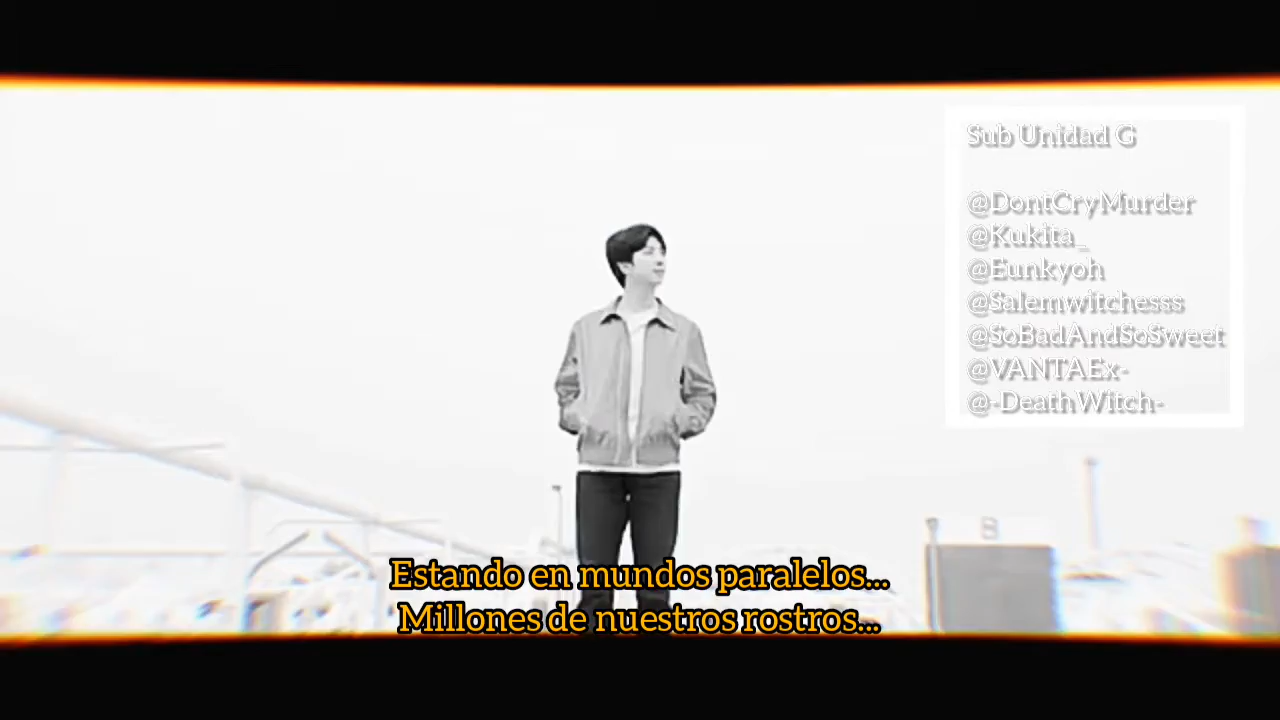 Sub Unidad G
@DontCryMurder
@Kukita_
@Eunkyoh
@Salemwitchesss
@SoBadAndSoSweet
@VANTAEx-
@-DeathWitch-
Estando en mundos paralelos...
Millones de nuestros rostros...